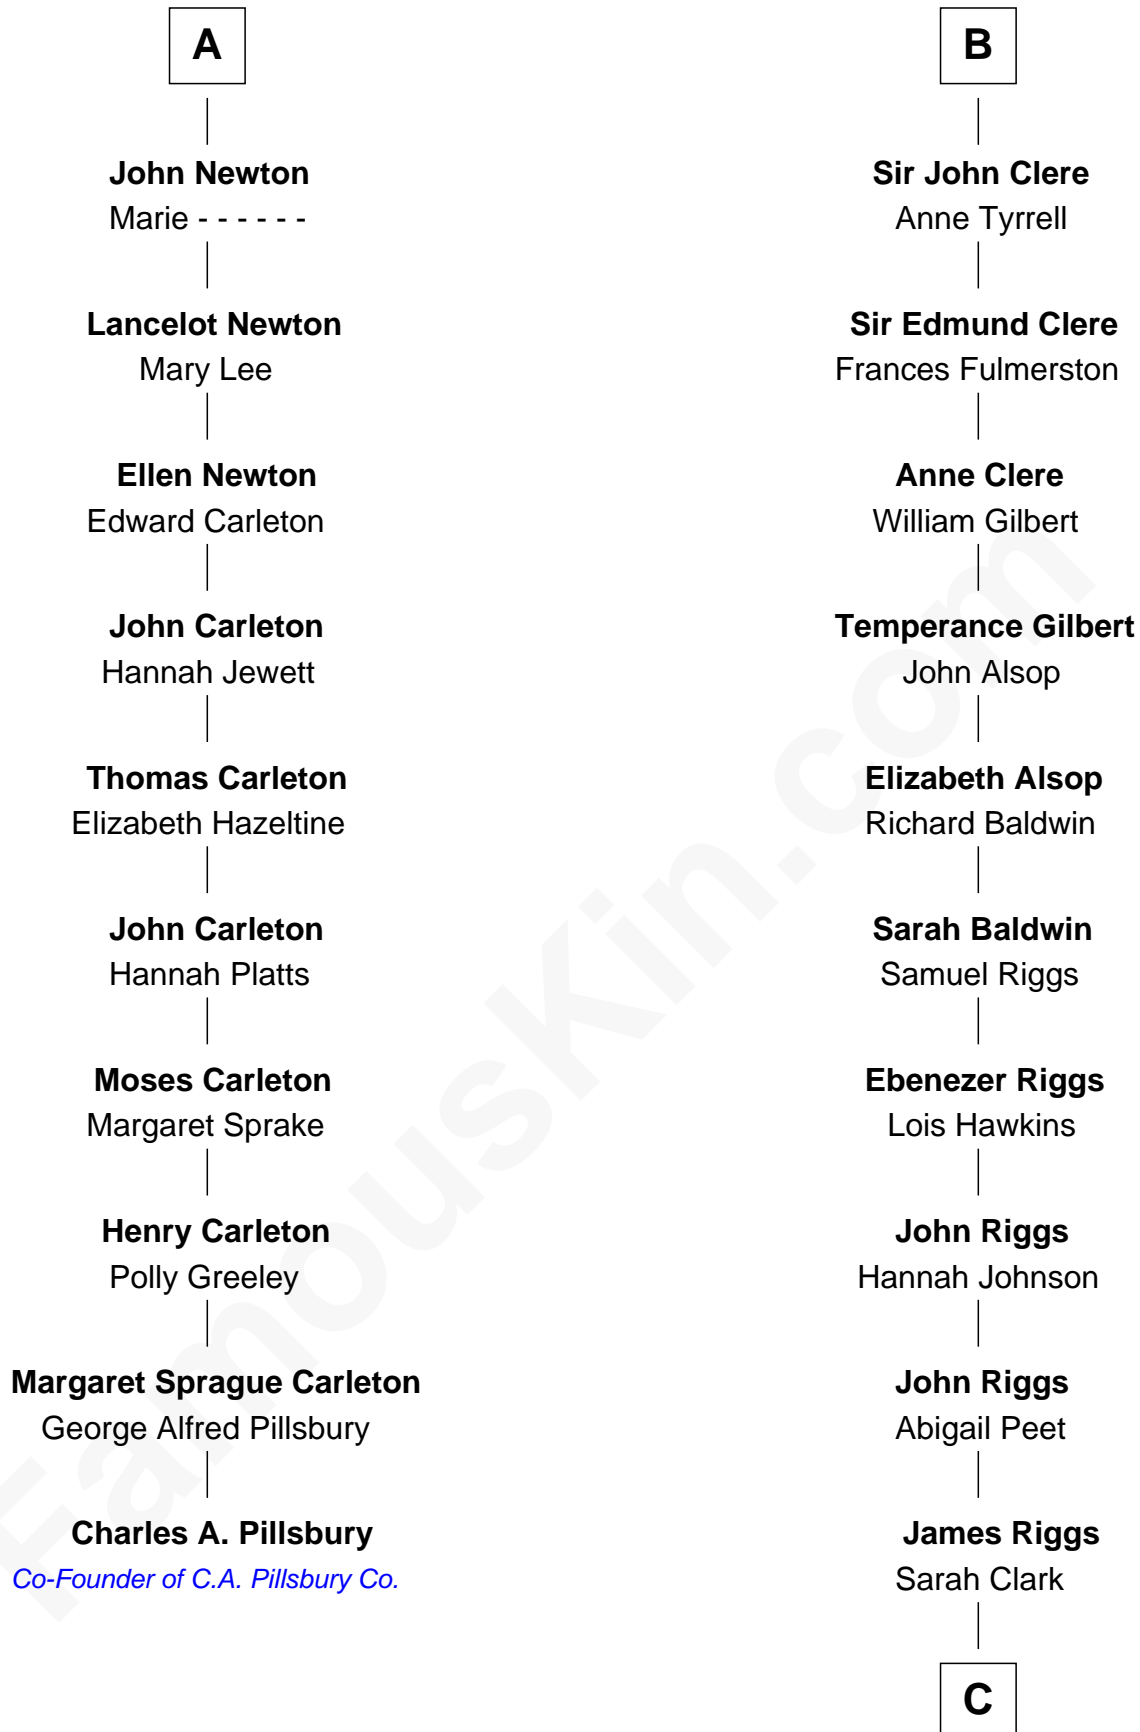 A
John Newton
Marie - - - - - -
Lancelot Newton
Mary Lee
Ellen Newton
Edward Carleton
John Carleton
Hannah Jewett
Thomas Carleton
Elizabeth Hazeltine
John Carleton
Hannah Platts
Moses Carleton
Margaret Sprake
Henry Carleton
Polly Greeley
Margaret Sprague Carleton
George Alfred Pillsbury
Charles A. Pillsbury
Co-Founder of C.A. Pillsbury Co.
B
Sir John Clere
Anne Tyrrell
Sir Edmund Clere
Frances Fulmerston
Anne Clere
William Gilbert
Temperance Gilbert
John Alsop
Elizabeth Alsop
Richard Baldwin
Sarah Baldwin
Samuel Riggs
Ebenezer Riggs
Lois Hawkins
John Riggs
Hannah Johnson
John Riggs
Abigail Peet
James Riggs
Sarah Clark
C
FamousKin.com